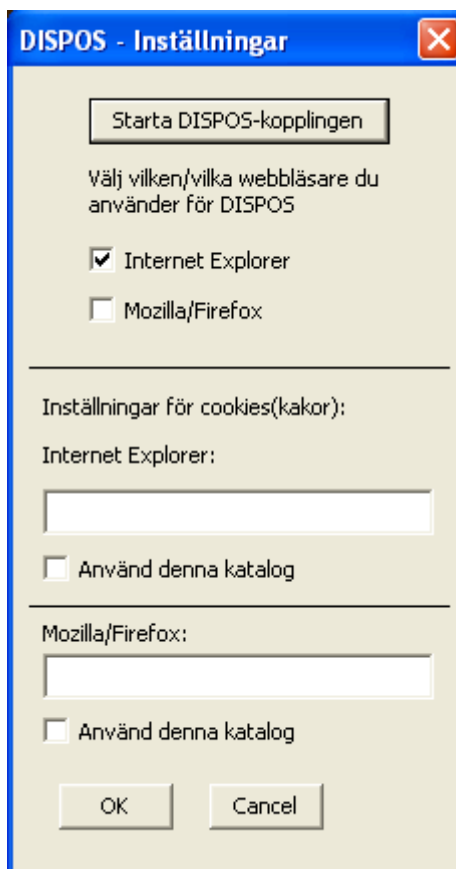 DISPOS - Inställningar
Starta DISPOS-kopplingen
Välj vilken/vilka webbläsare du
använder för DISPOS
Internet Explorer
Mozilla/Firefox
Inställningar för cookies(kakor):
Internet Explorer:
Använd denna katalog
Mozilla/Firefox:
Använd denna katalog
OK
Cancel